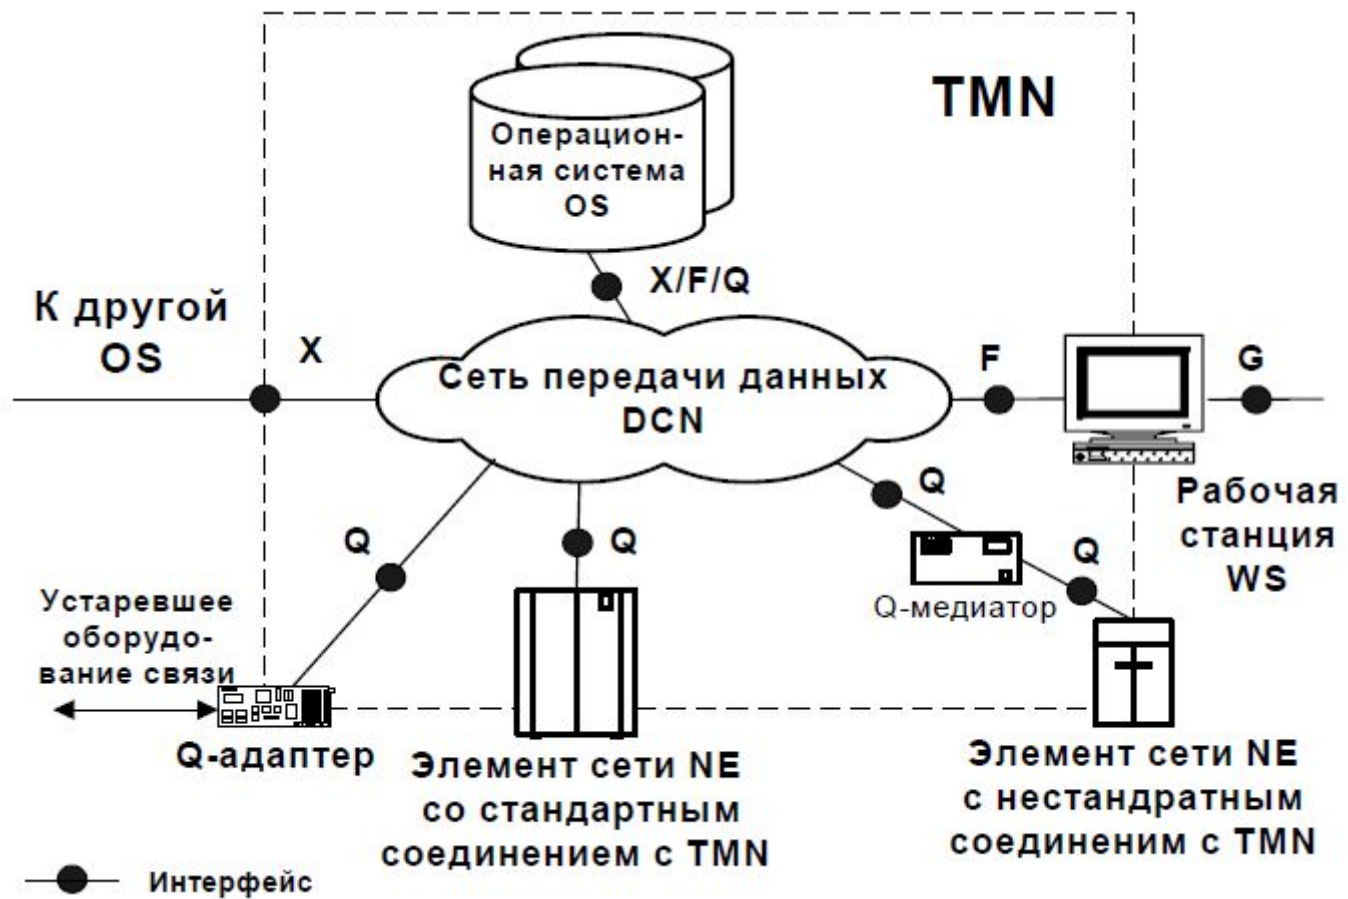 TMN
Операцион-
ная система
OS
X/F/Q
К другой
OS
X
Сеть передачи данных
DCN
F
G
Рабочая
станция
WS
Q
Q
Q
Q
Q-медиатор
Устаревшее
оборудо-
вание связи
Q-адаптер
Элемент сети NE
со стандартным
соединением с TMN
Элемент сети NE
с нестандратным
соединеним с TMN
Интерфейс